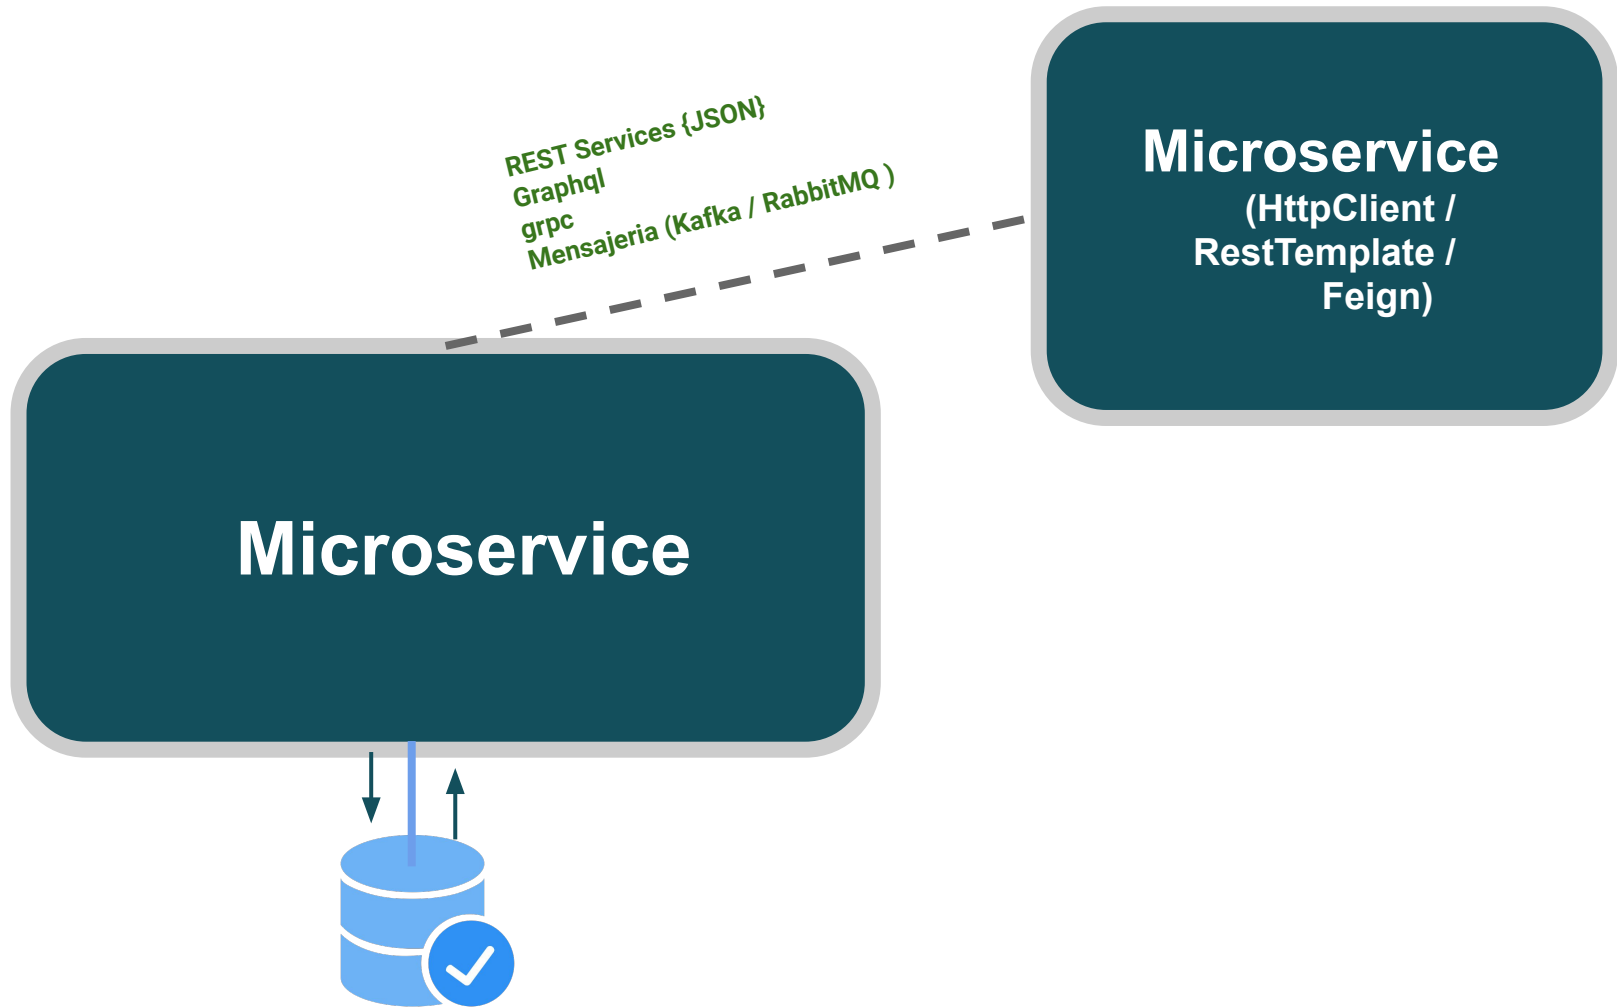 REST Services {JSON}
Graphql
grpc
Mensajeria (Kafka / RabbitMQ )
Microservice
(HttpClient /
RestTemplate /
Feign)
Microservice